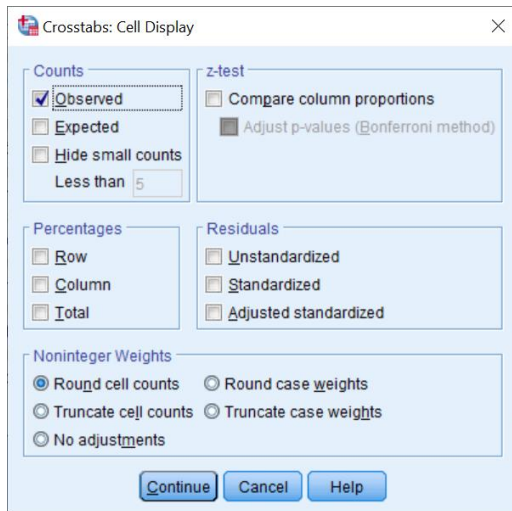 Crosstabs: Cell Display
Counts
Observed
Expected
Hide small counts
Less than 5
z-test
Compare column proportions
Adjust p-values (Bonferroni method)
Percentages
Row
Column
Total
Residuals
Unstandardized
Standardized
Adjusted standardized
Noninteger Weights
Round cell counts Round case weights
Truncate cell counts Truncate case weights
No adjustments
Continue Cancel Help